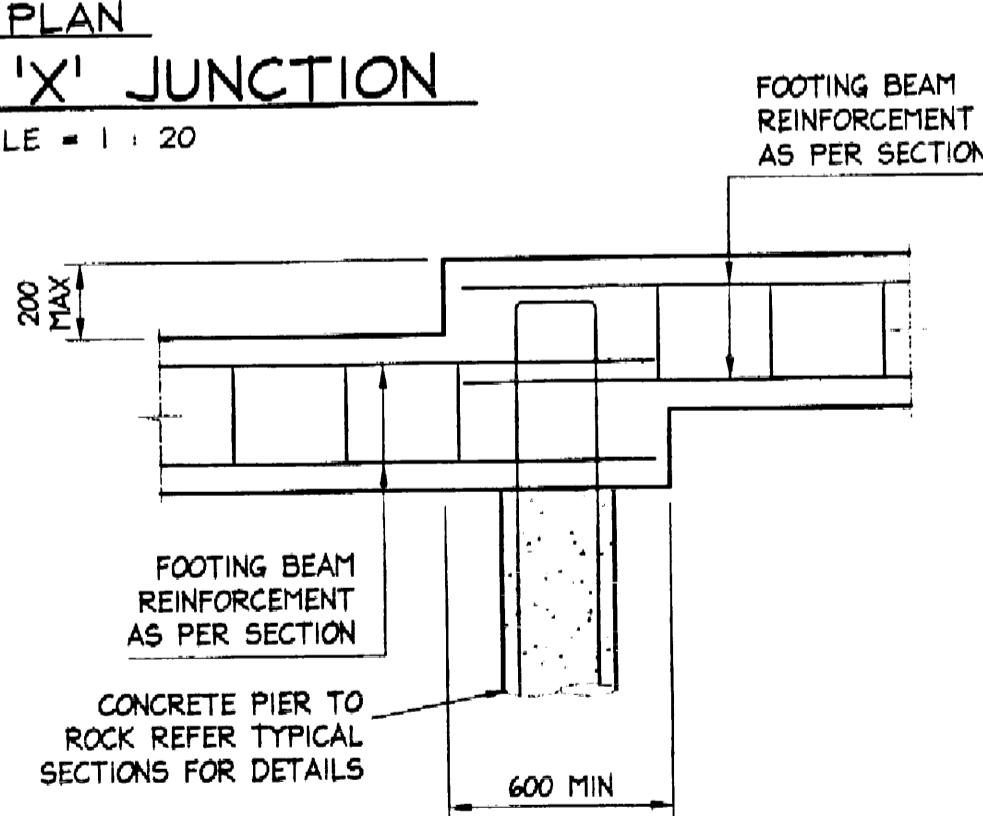 PLAN
'X' JUNCTION
LE = 1 : 20
FOOTING BEAM
REINFORCEMENT
AS PER SECTION
200
MAX
FOOTING BEAM
REINFORCEMENT
AS PER SECTION
CONCRETE PIER TO
ROCK REFER TYPICAL
SECTIONS FOR DETAILS
600 MIN